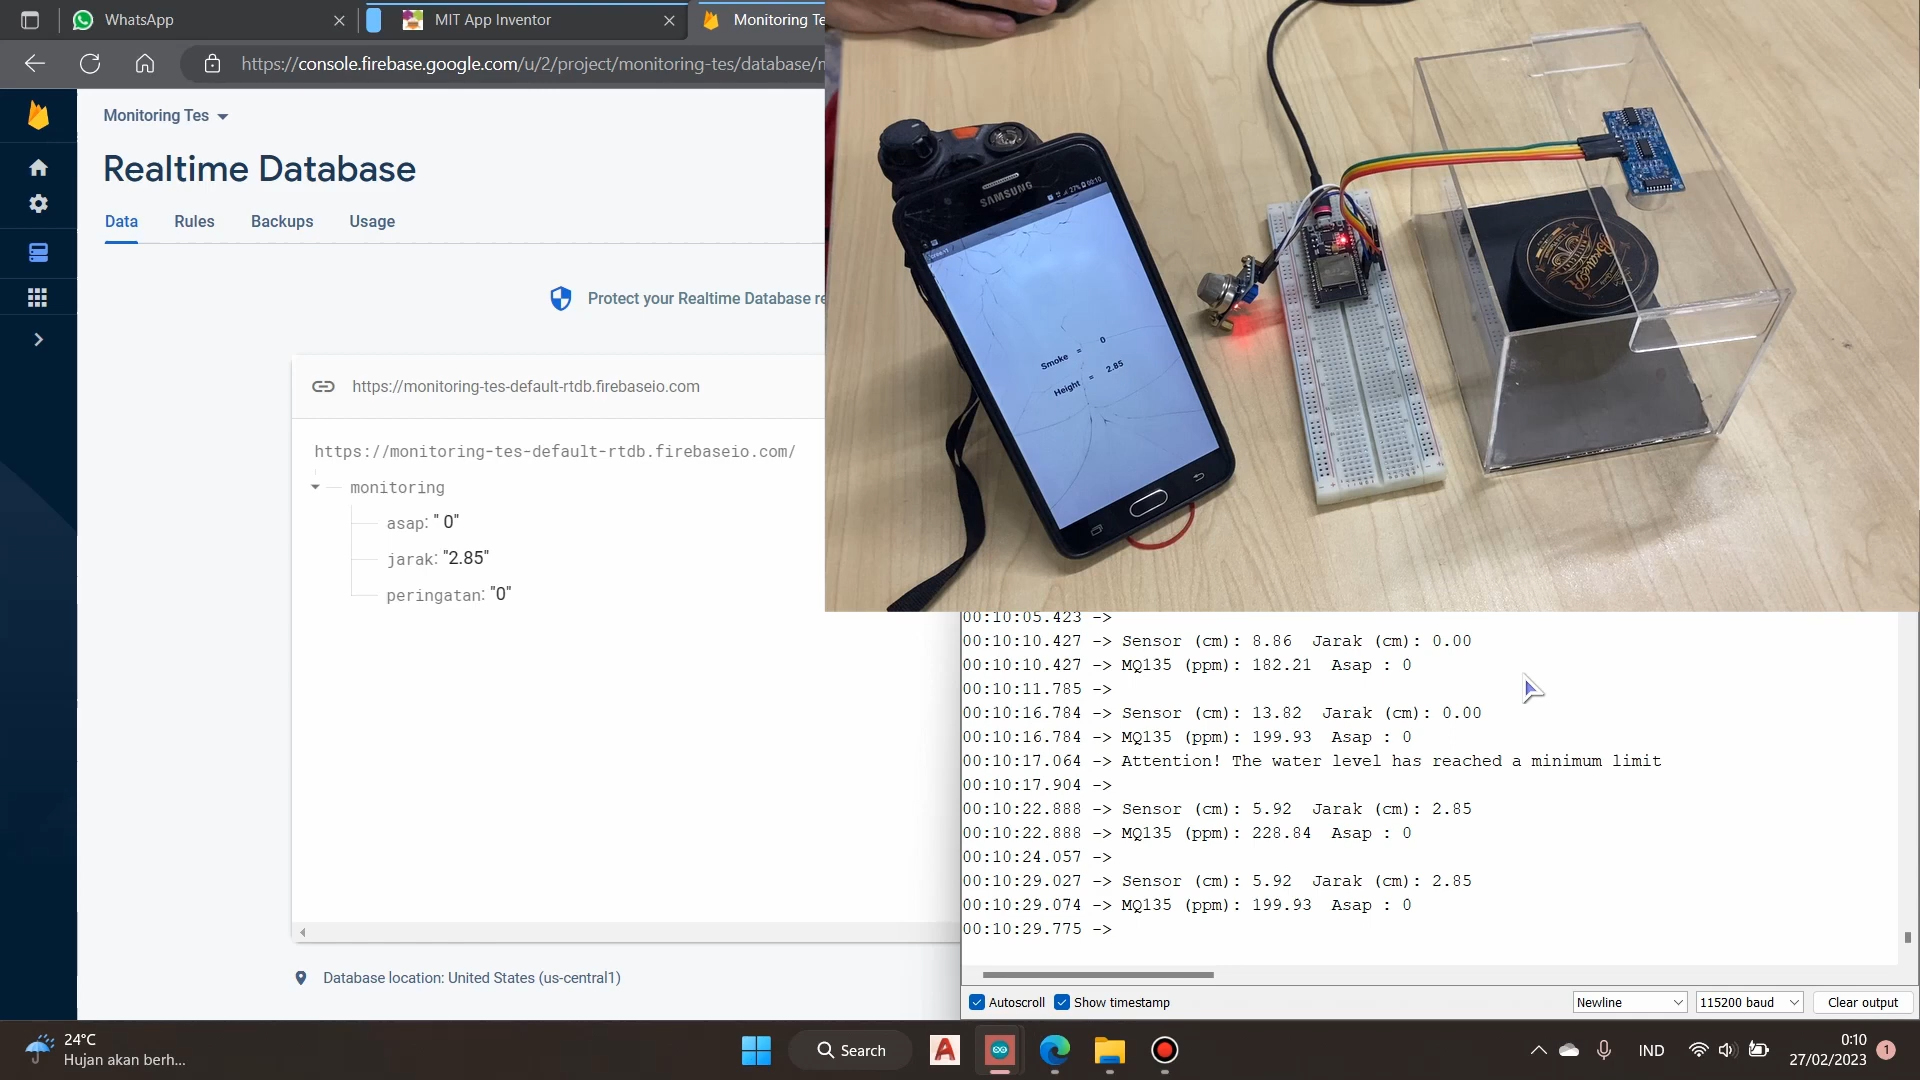 WhatsApp
MIT App Inventor
Monitoring Te
https://console.firebase.google.com/u/2/project/monitoring-tes/database/
Monitoring Tes
Realtime Database
Data Rules Backups Usage
Protect your Realtime Database re
https://monitoring-tes-default-rtdb.firebaseio.com
https://monitoring-tes-default-rtdb.firebaseio.com/
monitoring
asap: " 0"
jarak: "2.85"
peringatan: "0"
Database location: United States (us-central1)
SAMSUNG
27% 00:10
Smoke = 0
Height = 2.85
00:10:05.423 ->
00:10:10.427 -> Sensor (cm): 8.86 Jarak (cm): 0.00
00:10:10.427 -> MQ135 (ppm): 182.21 Asap : 0
00:10:11.785 ->
00:10:16.784 -> Sensor (cm): 13.82 Jarak (cm): 0.00
00:10:16.784 -> MQ135 (ppm): 199.93 Asap : 0
00:10:17.064 -> Attention! The water level has reached a minimum limit
00:10:17.904 ->
00:10:22.888 -> Sensor (cm): 5.92 Jarak (cm): 2.85
00:10:22.888 -> MQ135 (ppm): 228.84 Asap : 0
00:10:24.057 ->
00:10:29.027 -> Sensor (cm): 5.92 Jarak (cm): 2.85
00:10:29.074 -> MQ135 (ppm): 199.93 Asap : 0
00:10:29.775 ->
Autoscroll Show timestamp Newline 115200 baud Clear output
24°C
Hujan akan berh...
Search
IND
0:10
27/02/2023
1